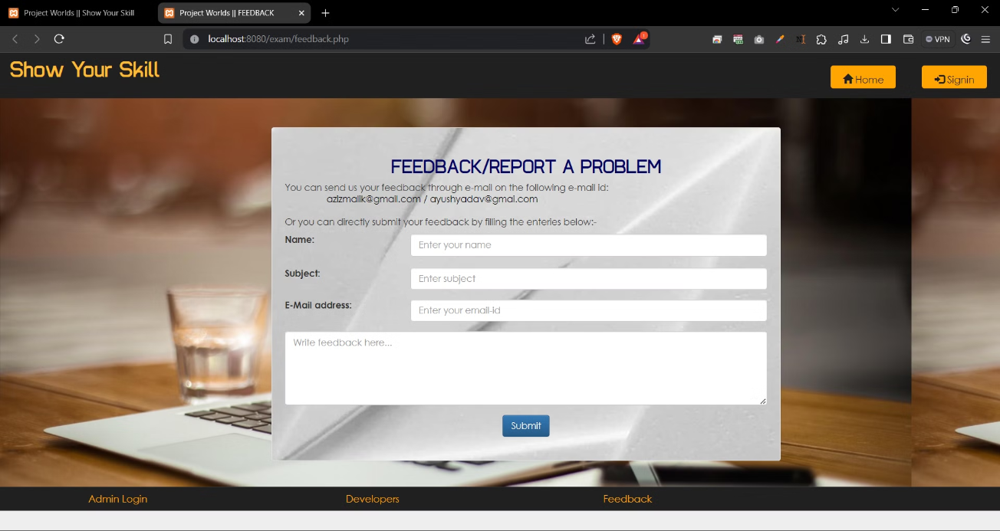 Project Worlds || Show Your Skill
Project Worlds || FEEDBACK
localhost:8080/exam/feedback.php
VPN
Show Your Skill
Home
Signin
FEEDBACK/REPORT A PROBLEM
You can send us your feedback through e-mail on the following e-mail id:
azizmalik@gmail.com / ayushyadav@gmal.com
Or you can directly submit your feedback by filling the enteries below:-
Name:
Enter your name
Subject:
Enter subject
E-Mail address:
Enter your email-id
Write feedback here...
Submit
Admin Login
Developers
Feedback